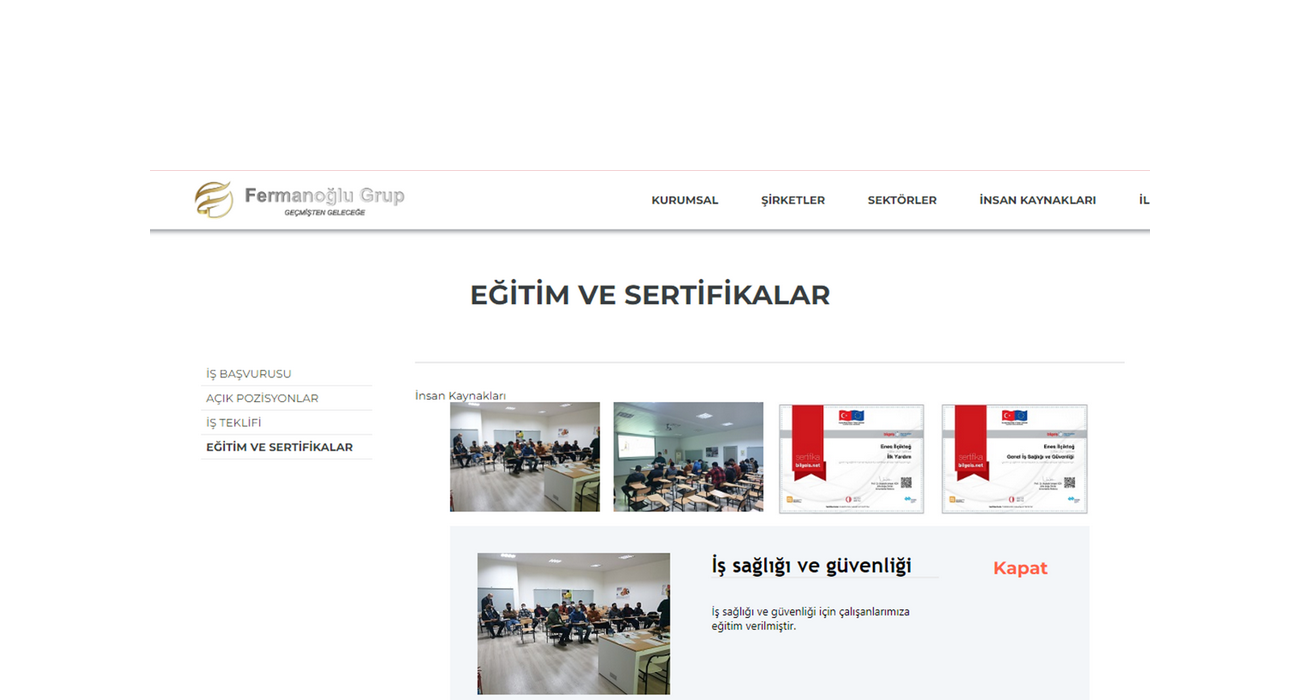 Fermanoğlu Grup
GEÇMİŞTEN GELECEĞE
KURUMSAL
ŞİRKETLER
SEKTÖRLER
İNSAN KAYNAKLARI
İL
EĞİTİM VE SERTİFİKALAR
İŞ BAŞVURUSU
AÇIK POZİSYONLAR
İŞ TEKLİFİ
EĞİTİM VE SERTİFİKALAR
İnsan Kaynakları
Enes İlçiktağ
İlk Yardım
sertifika
bilgeis.net
Enes İlçiktağ
Genel İş Sağlığı ve Güvenliği
sertifika
bilgeis.net
İş sağlığı ve güvenliği
Kapat
İş sağlığı ve güvenliği için çalışanlarımıza
eğitim verilmiştir.